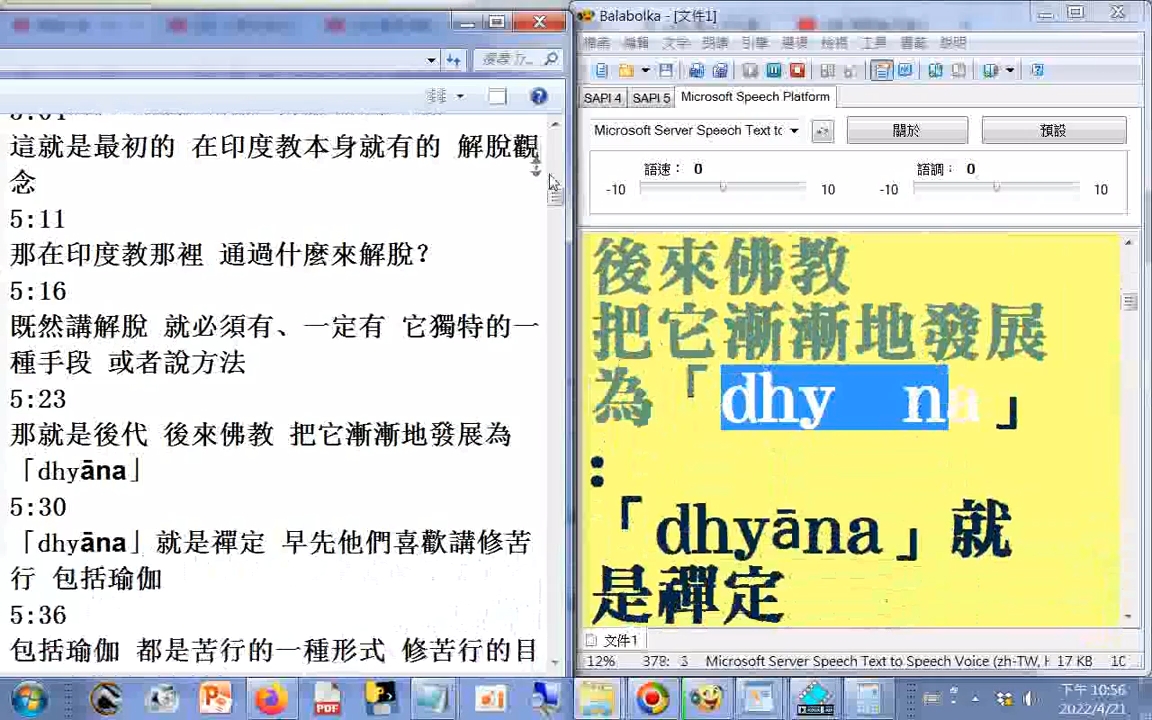 Balabolka - [文件1]
檔案 編輯 文字 朗讀 引擎 選項 檢視 工具 書籤 說明
SAPI 4 SAPI 5 Microsoft Speech Platform
Microsoft Server Speech Text to
關於 預設
語速： 0 語調： 0
-10 10 -10 10
這就是最初的 在印度教本身就有的 解脫觀
念
5:11
那在印度教那裡 通過什麼來解脫？
5:16
既然講解脫 就必須有、一定有 它獨特的一
種手段 或者說方法
5:23
那就是後代 後來佛教 把它漸漸地發展為
「dhyāna」
5:30
「dhyāna」就是禪定 早先他們喜歡講修苦
行 包括瑜伽
5:36
包括瑜伽 都是苦行的一種形式 修苦行的目
後來佛教
把它漸漸地發展
為「dhy na」
:
「dhyāna」就
是禪定
文件1
12% 378: 3 Microsoft Server Speech Text to Speech Voice (zh-TW, 17 KB
下午 10:56
2022/4/21